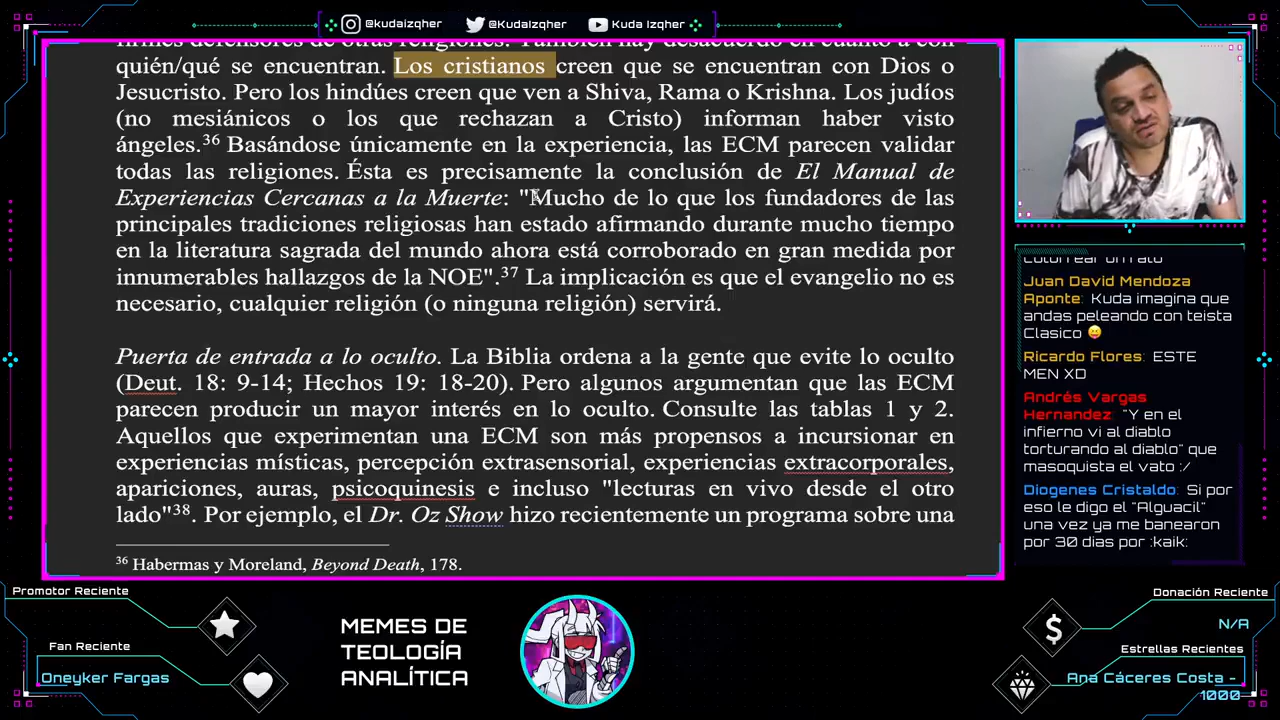 @kudaizqher
@KudaIzqher
Kuda Izqher
quién/qué se encuentran. Los cristianos creen que se encuentran con Dios o
Jesucristo. Pero los hindúes creen que ven a Shiva, Rama o Krishna. Los judíos
(no mesiánicos o los que rechazan a Cristo) informan haber visto
ángeles.³⁶ Basándose únicamente en la experiencia, las ECM parecen validar
todas las religiones. Ésta es precisamente la conclusión de El Manual de
Experiencias Cercanas a la Muerte: "Mucho de lo que los fundadores de las
principales tradiciones religiosas han estado afirmando durante mucho tiempo
en la literatura sagrada del mundo ahora está corroborado en gran medida por
innumerables hallazgos de la NOE".³⁷ La implicación es que el evangelio no es
necesario, cualquier religión (o ninguna religión) servirá.
Puerta de entrada a lo oculto. La Biblia ordena a la gente que evite lo oculto
(Deut. 18: 9-14; Hechos 19: 18-20). Pero algunos argumentan que las ECM
parecen producir un mayor interés en lo oculto. Consulte las tablas 1 y 2.
Aquellos que experimentan una ECM son más propensos a incursionar en
experiencias místicas, percepción extrasensorial, experiencias extracorporales,
apariciones, auras, psicoquinesis e incluso "lecturas en vivo desde el otro
lado"³⁸. Por ejemplo, el Dr. Oz Show hizo recientemente un programa sobre una
³⁶ Habermas y Moreland, Beyond Death, 178.
Juan David Mendoza
Aponte: Kuda imagina que
andas peleando con teista
Clasico
Ricardo Flores: ESTE
MEN XD
Andrés Vargas
Hernandez: "Y en el
infierno vi al diablo
torturando al diablo" que
masoquista el vato :/
Diogenes Cristaldo: Si por
eso le digo el "Alguacil"
una vez ya me banearon
por 30 dias por :kaik:
Promotor Reciente
Fan Reciente
Oneyker Fargas
MEMES DE
TEOLOGÍA
ANALÍTICA
Donación Reciente
$
N/A
Estrellas Recientes
Ana Cáceres Costa -
1000